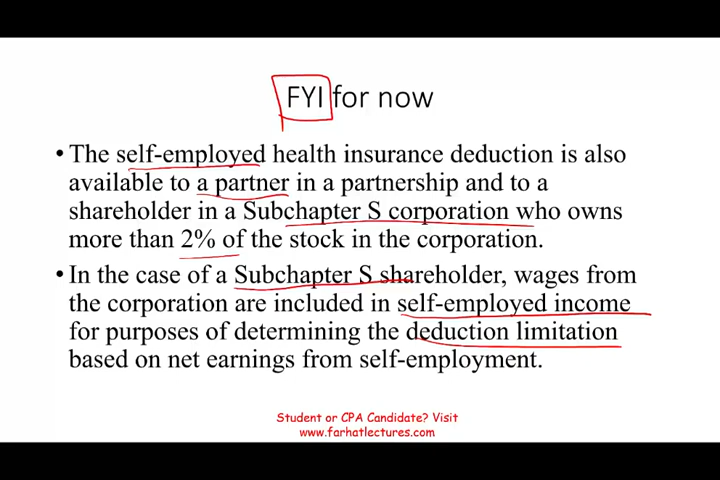 FYI for now
• The self-employed health insurance deduction is also
available to a partner in a partnership and to a
shareholder in a Subchapter S corporation who owns
more than 2% of the stock in the corporation.
• In the case of a Subchapter S shareholder, wages from
the corporation are included in self-employed income
for purposes of determining the deduction limitation
based on net earnings from self-employment.
Student or CPA Candidate? Visit
www.farhatlectures.com